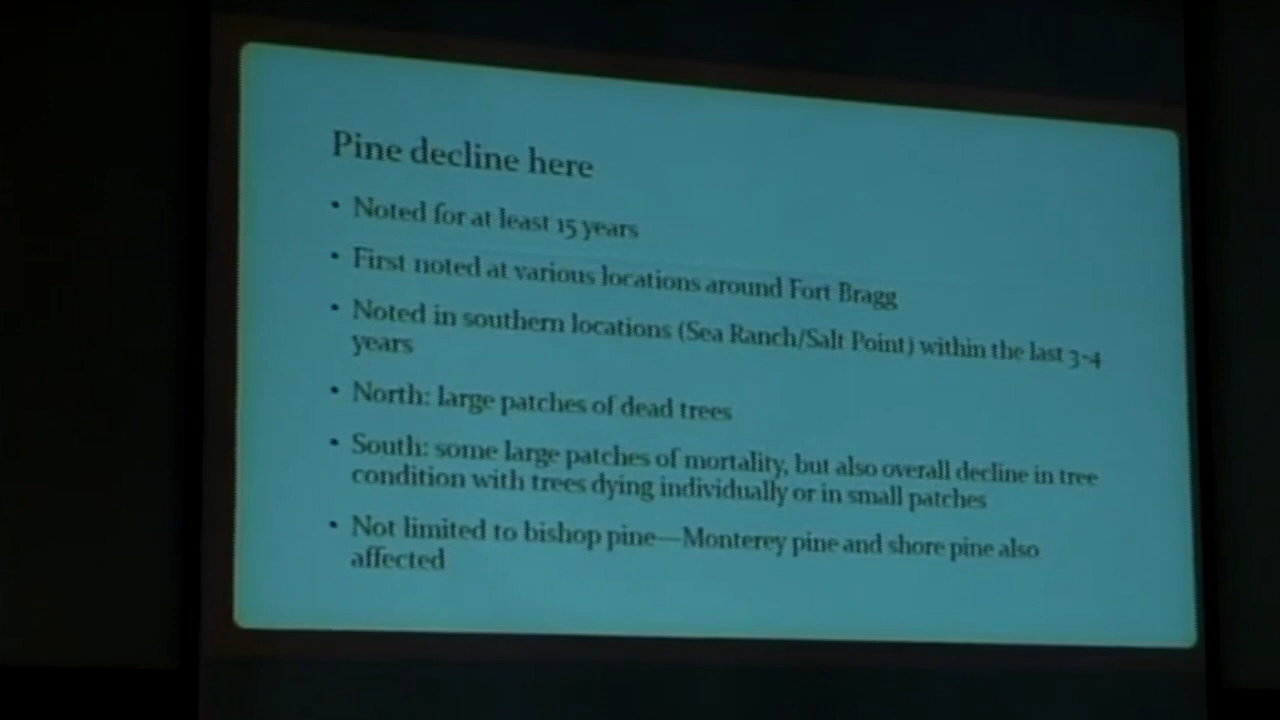 Pine decline here
• Noted for at least 15 years
• First noted at various locations around Fort Bragg
• Noted in southern locations (Sea Ranch/Salt Point) within the last 3-4
years
• North: large patches of dead trees
• South: some large patches of mortality, but also overall decline in tree
condition with trees dying individually or in small patches
• Not limited to bishop pine—Monterey pine and shore pine also
affected